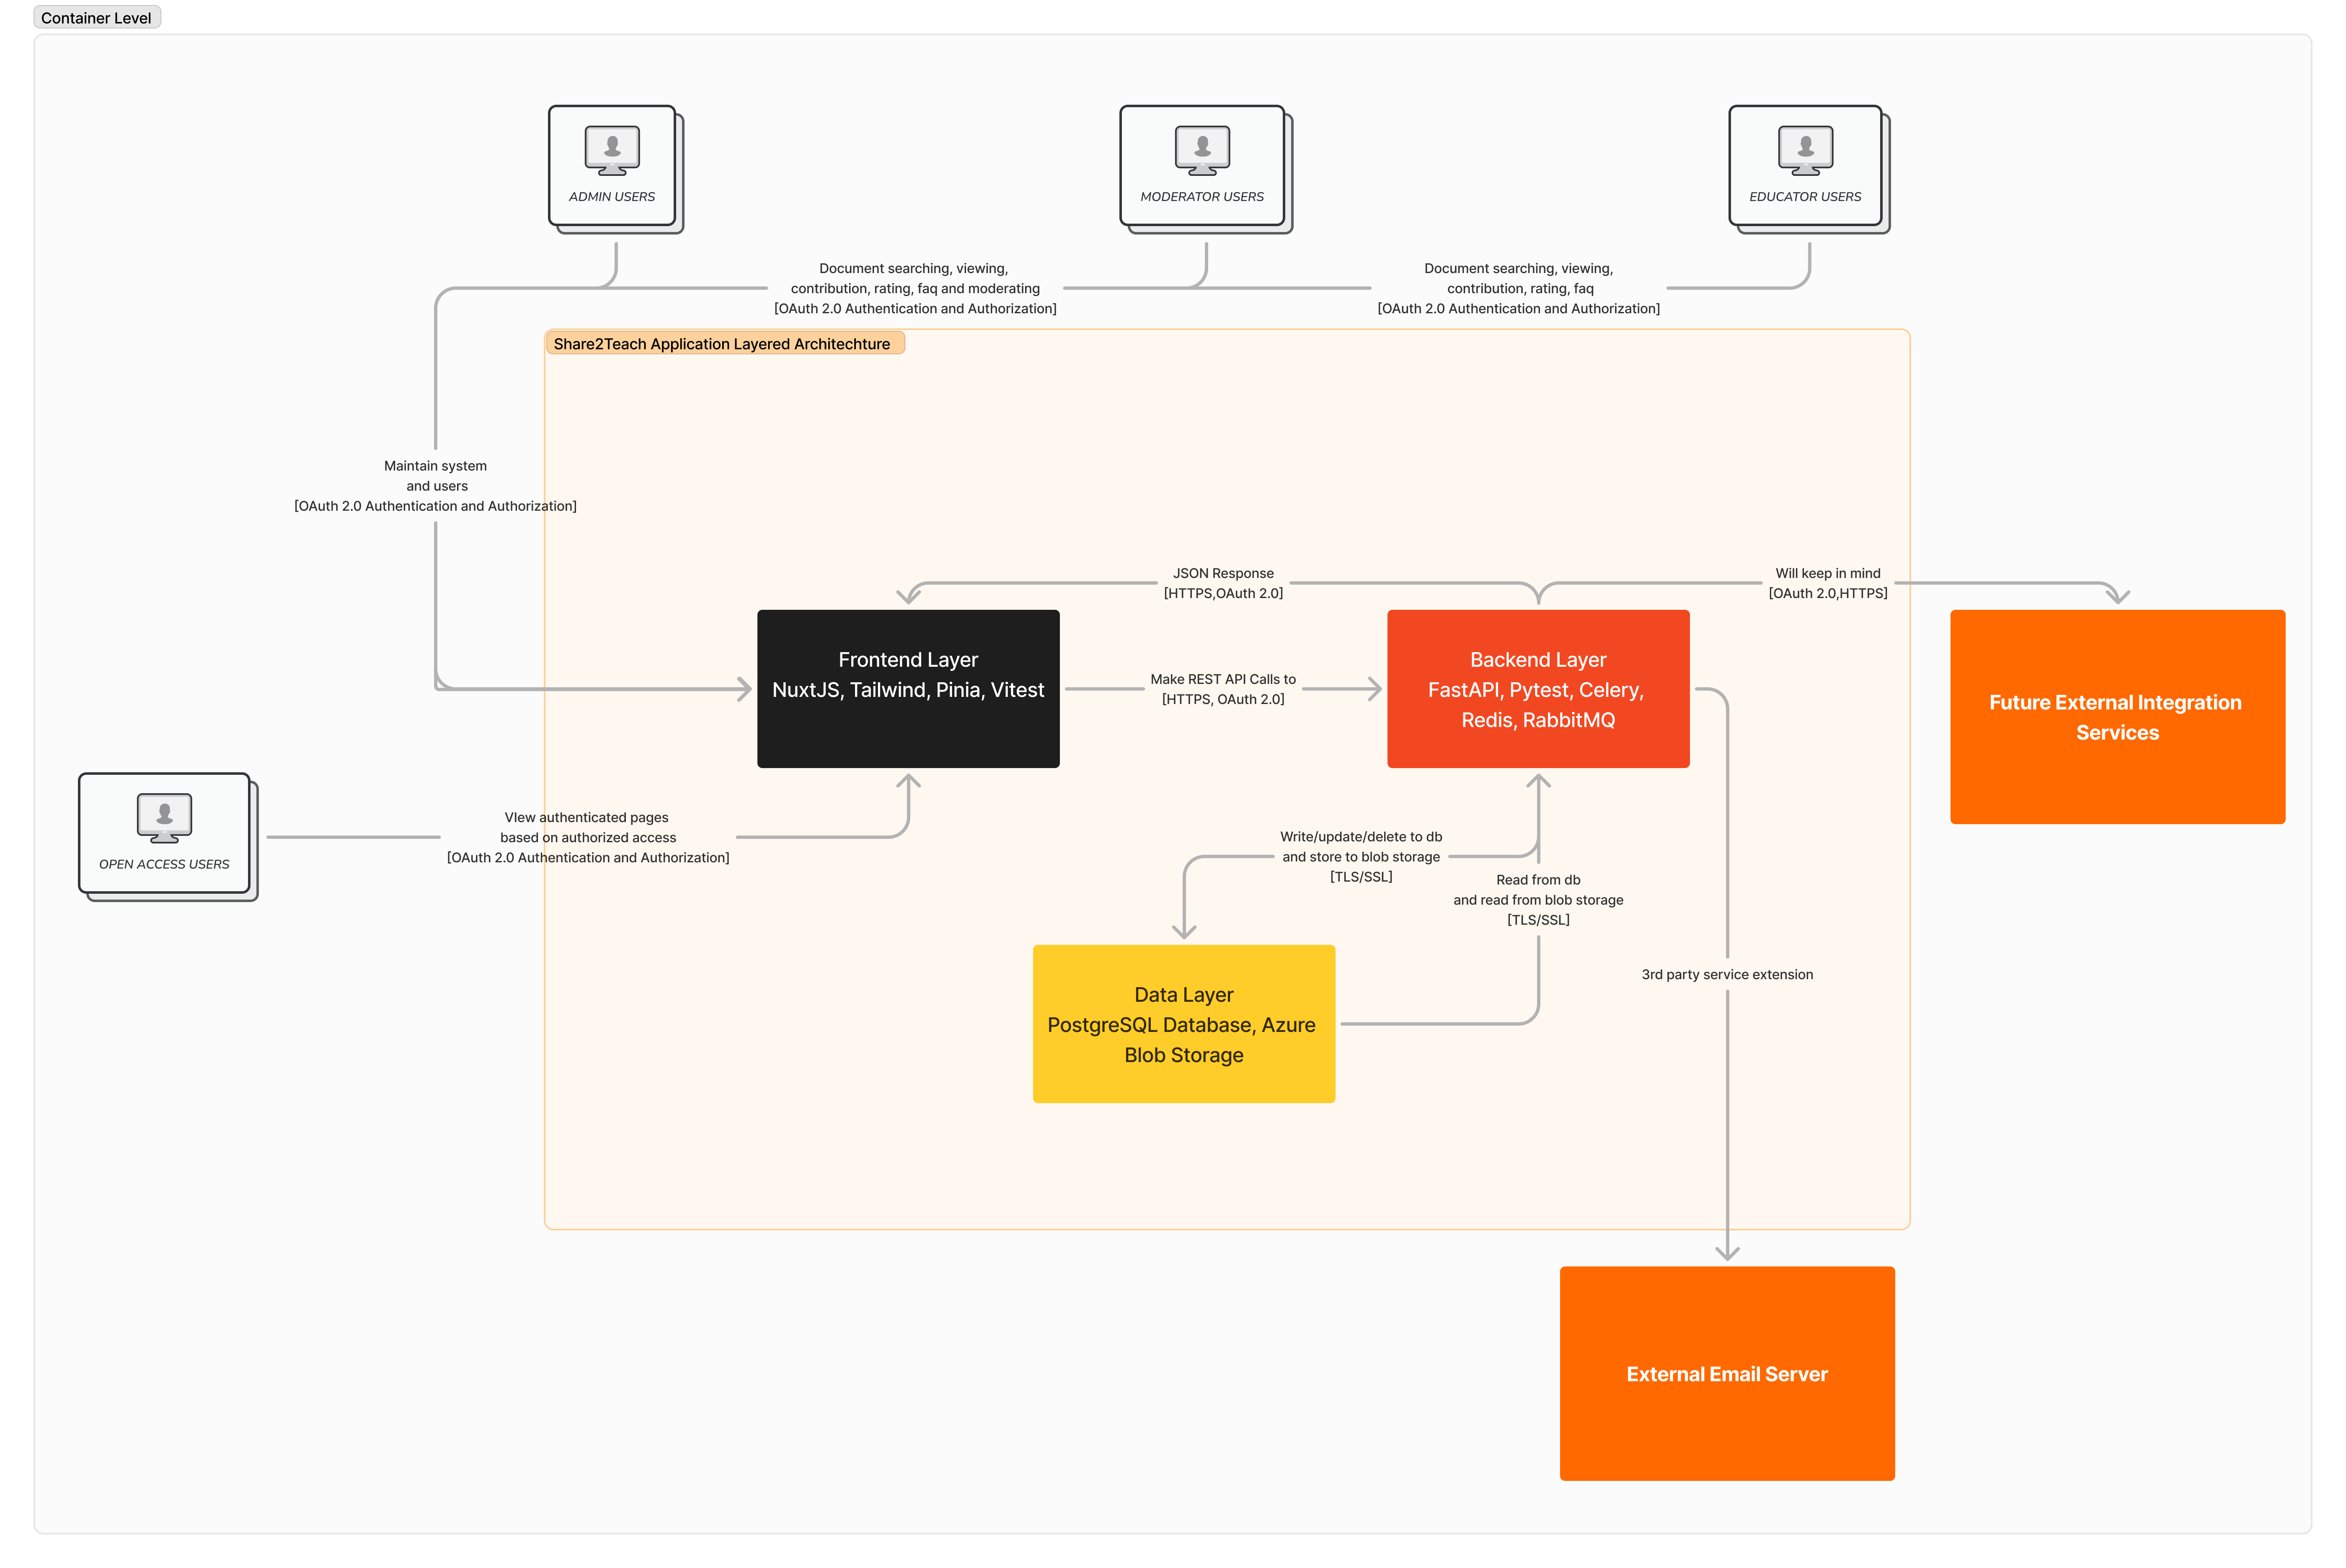 Container Level
ADMIN USERS
MODERATOR USERS
EDUCATOR USERS
Document searching, viewing,
contribution, rating, faq and moderating
[OAuth 2.0 Authentication and Authorization]
Document searching, viewing,
contribution, rating, faq
[OAuth 2.0 Authentication and Authorization]
Share2Teach Application Layered Architechture
Maintain system
and users
[OAuth 2.0 Authentication and Authorization]
JSON Response
[HTTPS,OAuth 2.0]
Will keep in mind
[OAuth 2.0,HTTPS]
Frontend Layer
NuxtJS, Tailwind, Pinia, Vitest
Make REST API Calls to
[HTTPS, OAuth 2.0]
Backend Layer
FastAPI, Pytest, Celery,
Redis, RabbitMQ
Future External Integration
Services
OPEN ACCESS USERS
VIew authenticated pages
based on authorized access
[OAuth 2.0 Authentication and Authorization]
Write/update/delete to db
and store to blob storage
[TLS/SSL]
Read from db
and read from blob storage
[TLS/SSL]
3rd party service extension
Data Layer
PostgreSQL Database, Azure
Blob Storage
External Email Server